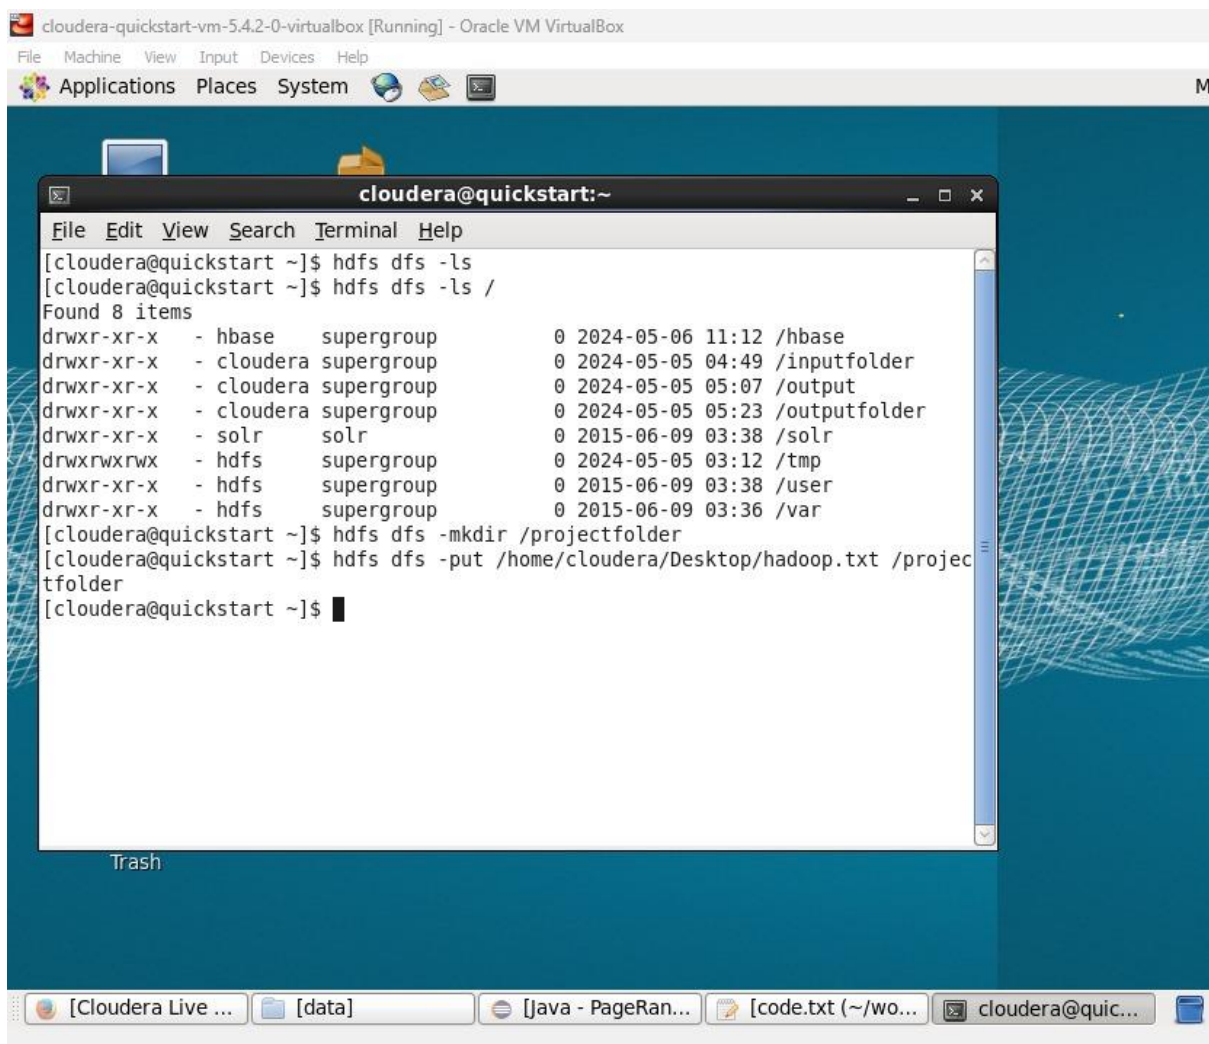 cloudera-quickstart-vm-5.4.2-0-virtualbox [Running] - Oracle VM VirtualBox
File Machine View Input Devices Help
Applications Places System
M
cloudera@quickstart:~
File Edit View Search Terminal Help
[cloudera@quickstart ~]$ hdfs dfs -ls
[cloudera@quickstart ~]$ hdfs dfs -ls /
Found 8 items
drwxr-xr-x   - hbase    supergroup          0 2024-05-06 11:12 /hbase
drwxr-xr-x   - cloudera supergroup          0 2024-05-05 04:49 /inputfolder
drwxr-xr-x   - cloudera supergroup          0 2024-05-05 05:07 /output
drwxr-xr-x   - cloudera supergroup          0 2024-05-05 05:23 /outputfolder
drwxr-xr-x   - solr     solr                0 2015-06-09 03:38 /solr
drwxrwxrwx   - hdfs     supergroup          0 2024-05-05 03:12 /tmp
drwxr-xr-x   - hdfs     supergroup          0 2015-06-09 03:38 /user
drwxr-xr-x   - hdfs     supergroup          0 2015-06-09 03:36 /var
[cloudera@quickstart ~]$ hdfs dfs -mkdir /projectfolder
[cloudera@quickstart ~]$ hdfs dfs -put /home/cloudera/Desktop/hadoop.txt /projec
tfolder
[cloudera@quickstart ~]$
Trash
[Cloudera Live ... [data] [Java - PageRan... [code.txt (~/wo... cloudera@quic...